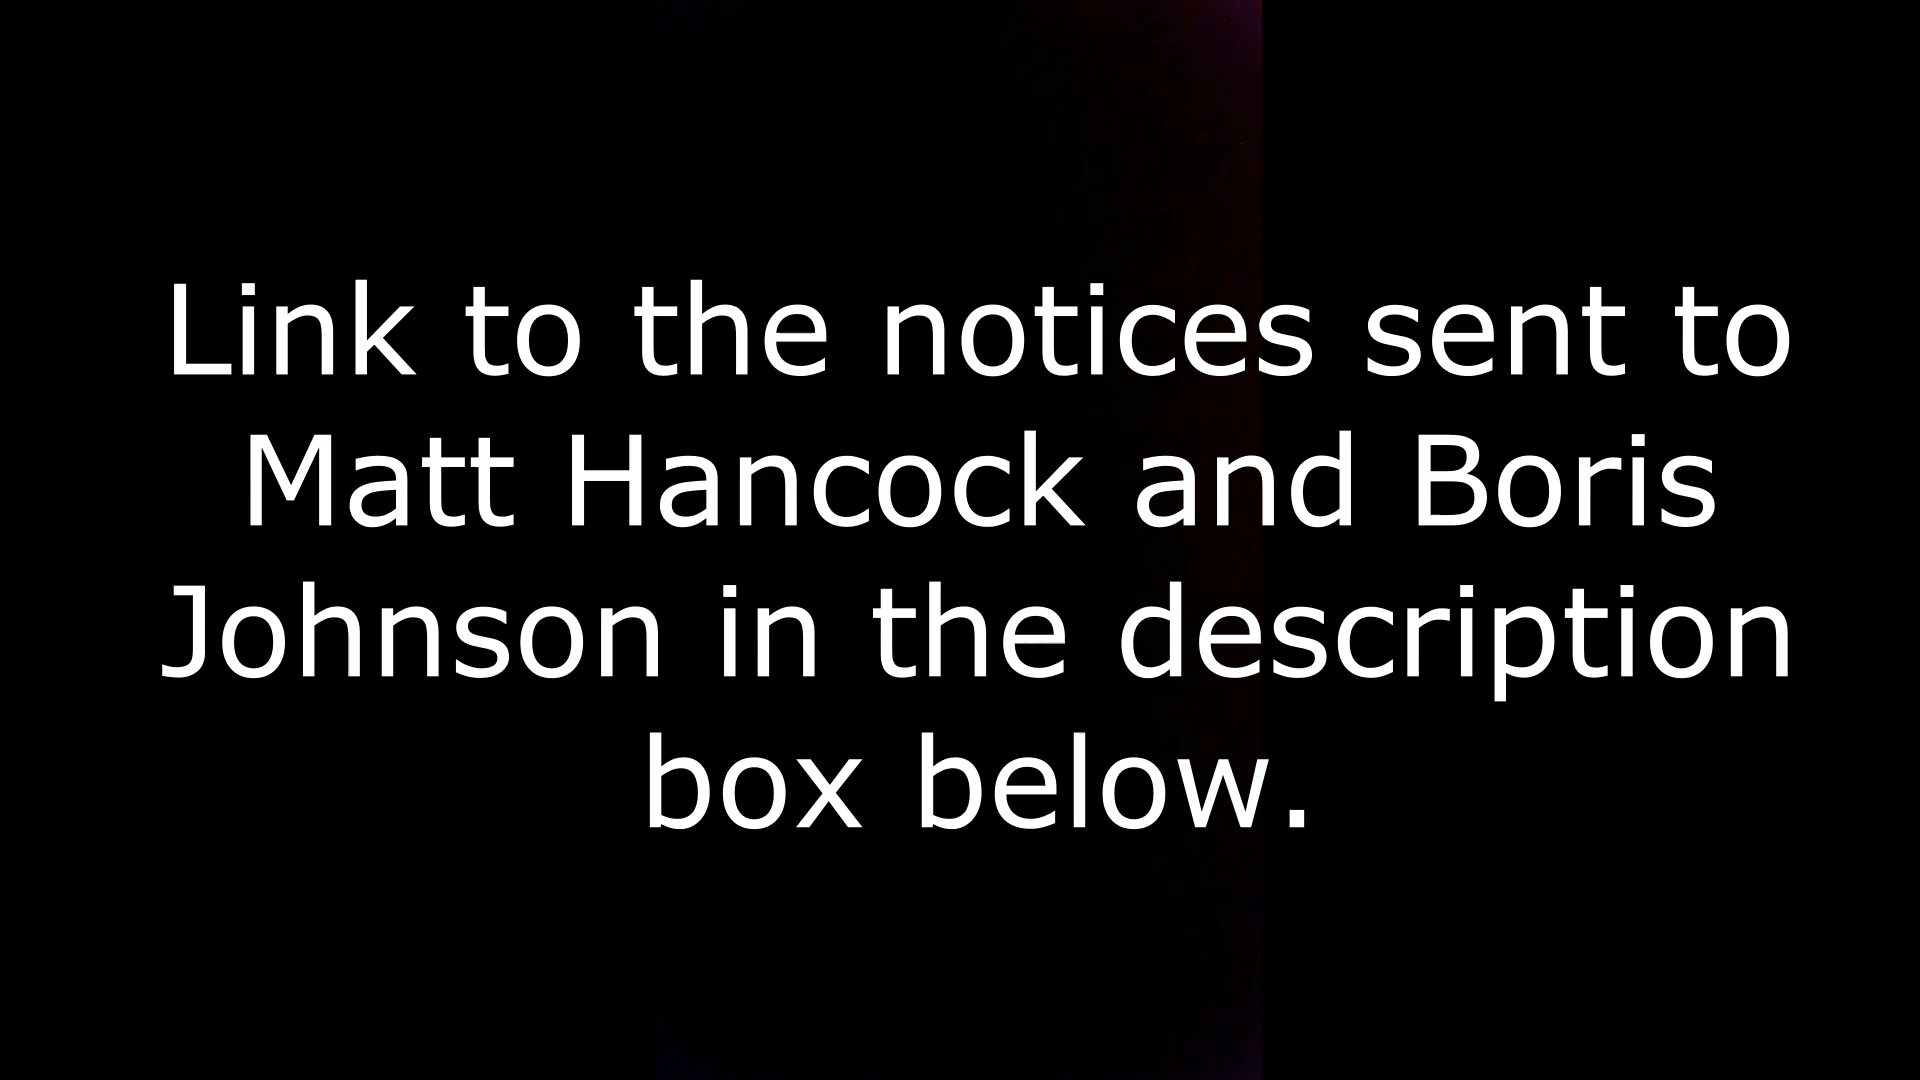 Link to the notices sent to
Matt Hancock and Boris
Johnson in the description
box below.